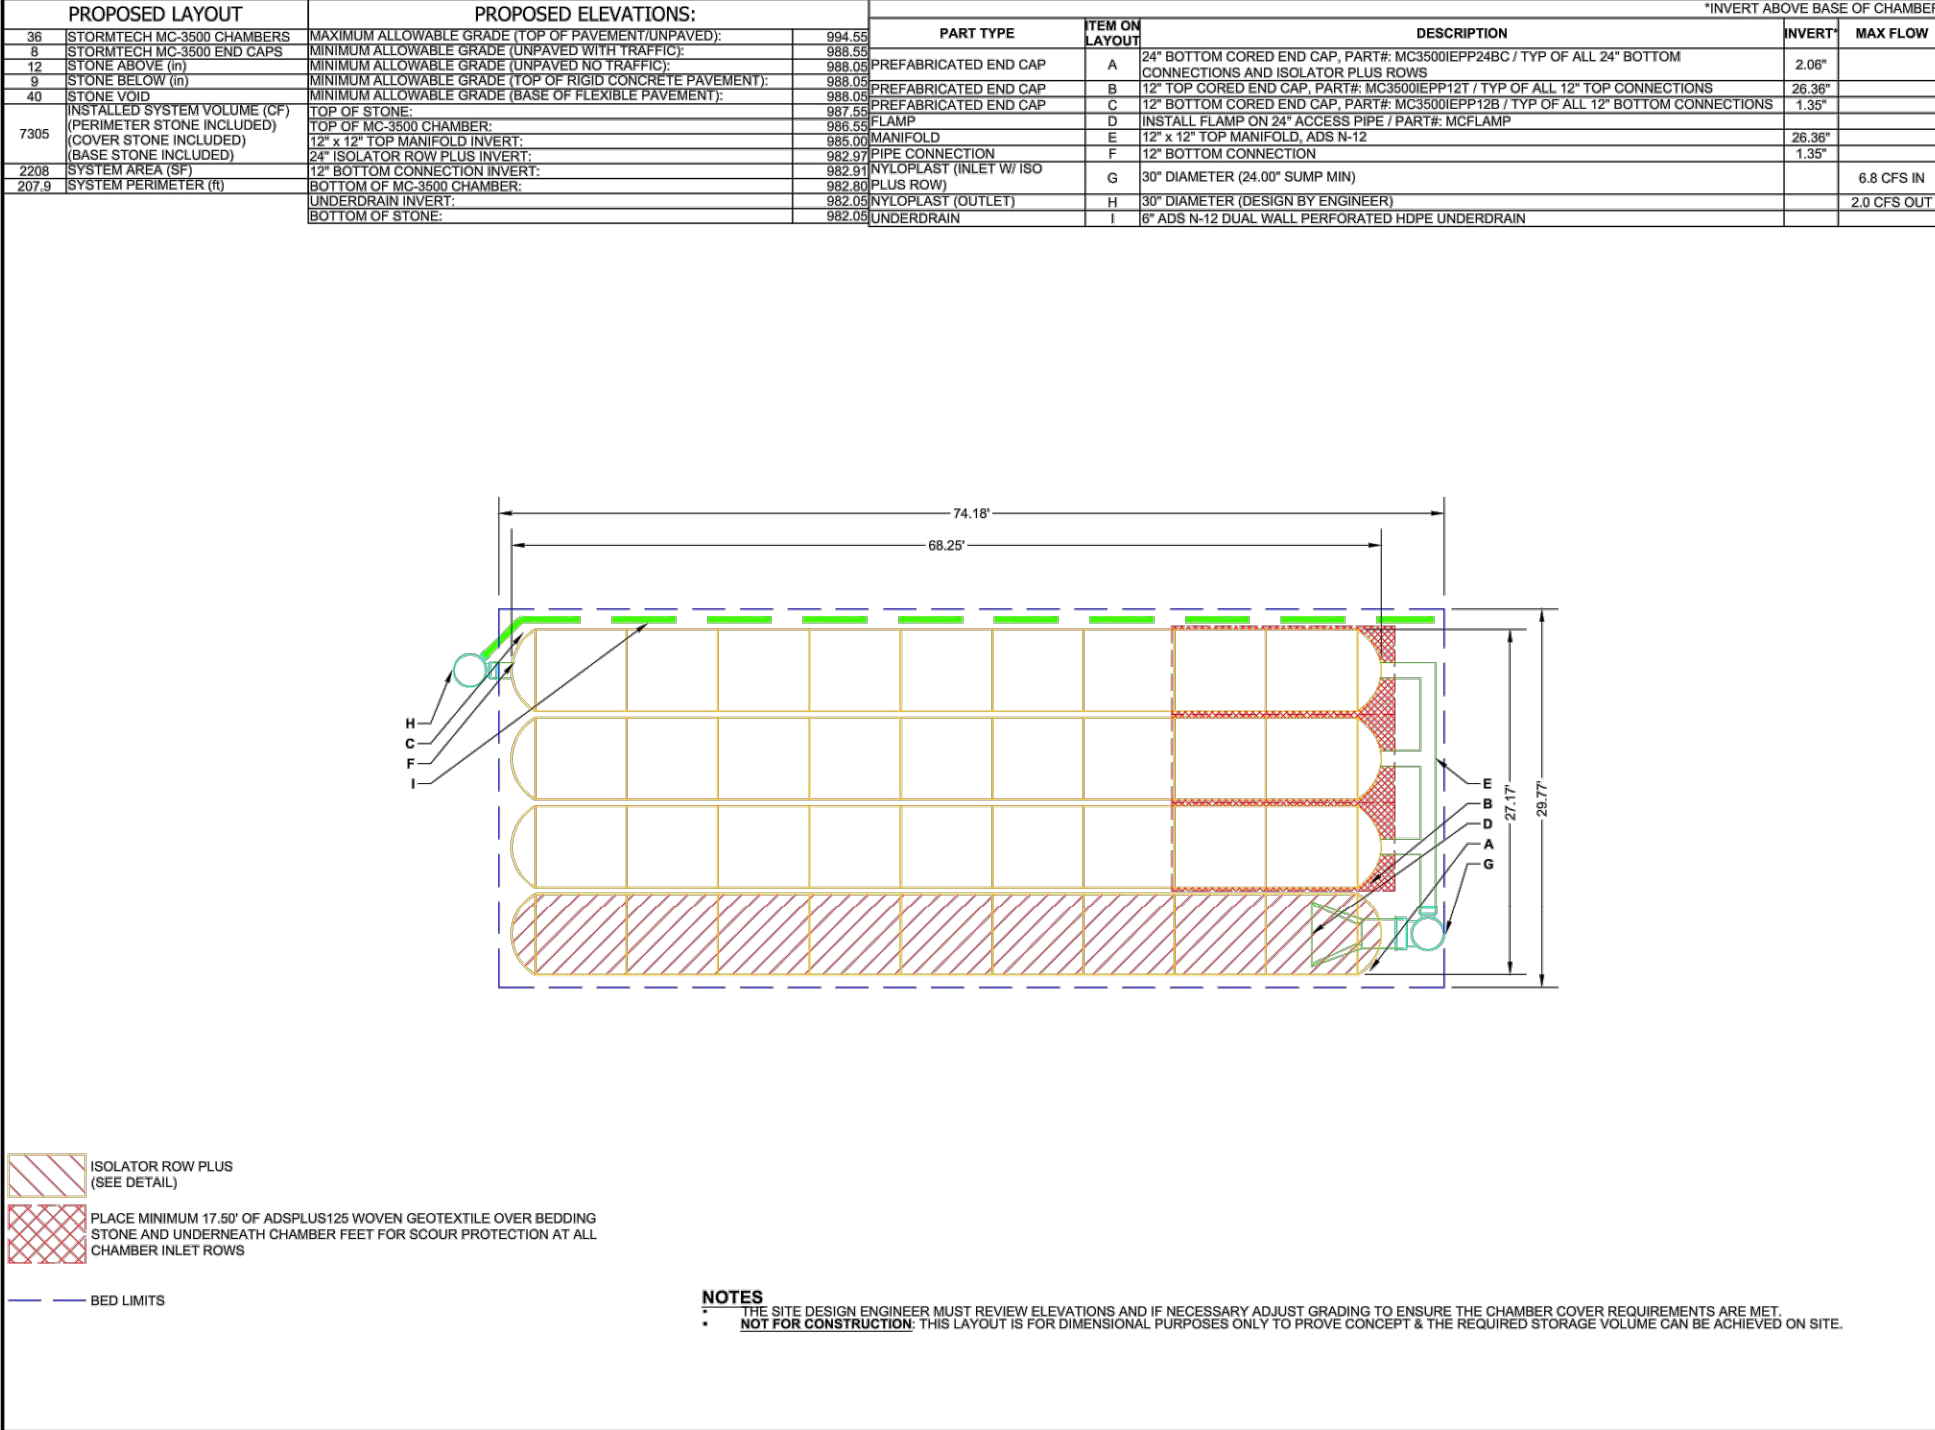 PROPOSED LAYOUT
36 STORMTECH MC-3500 CHAMBERS
8 STORMTECH MC-3500 END CAPS
12 STONE ABOVE (in)
9 STONE BELOW (in)
40 STONE VOID
7305 INSTALLED SYSTEM VOLUME (CF)
(PERIMETER STONE INCLUDED)
(COVER STONE INCLUDED)
(BASE STONE INCLUDED)
2208 SYSTEM AREA (SF)
207.9 SYSTEM PERIMETER (ft)
PROPOSED ELEVATIONS:
MAXIMUM ALLOWABLE GRADE (TOP OF PAVEMENT/UNPAVED): 994.55
MINIMUM ALLOWABLE GRADE (UNPAVED WITH TRAFFIC): 988.55
MINIMUM ALLOWABLE GRADE (UNPAVED NO TRAFFIC): 988.05
MINIMUM ALLOWABLE GRADE (TOP OF RIGID CONCRETE PAVEMENT): 988.05
MINIMUM ALLOWABLE GRADE (BASE OF FLEXIBLE PAVEMENT): 988.05
TOP OF STONE: 987.55
TOP OF MC-3500 CHAMBER: 986.55
12" x 12" TOP MANIFOLD INVERT: 985.00
24" ISOLATOR ROW PLUS INVERT: 982.97
12" BOTTOM CONNECTION INVERT: 982.91
BOTTOM OF MC-3500 CHAMBER: 982.80
UNDERDRAIN INVERT: 982.05
BOTTOM OF STONE: 982.05
*INVERT ABOVE BASE OF CHAMBER
PART TYPE ITEM ON LAYOUT DESCRIPTION INVERT* MAX FLOW
PREFABRICATED END CAP A 24" BOTTOM CORED END CAP, PART#: MC3500IEPP24BC / TYP OF ALL 24" BOTTOM CONNECTIONS AND ISOLATOR PLUS ROWS 2.06"
PREFABRICATED END CAP B 12" TOP CORED END CAP, PART#: MC3500IEPP12T / TYP OF ALL 12" TOP CONNECTIONS 26.36"
PREFABRICATED END CAP C 12" BOTTOM CORED END CAP, PART#: MC3500IEPP12B / TYP OF ALL 12" BOTTOM CONNECTIONS 1.35"
FLAMP D INSTALL FLAMP ON 24" ACCESS PIPE / PART#: MCFLAMP
MANIFOLD E 12" x 12" TOP MANIFOLD, ADS N-12 26.36"
PIPE CONNECTION F 12" BOTTOM CONNECTION 1.35"
NYLOPLAST (INLET W/ ISO PLUS ROW) G 30" DIAMETER (24.00" SUMP MIN) 6.8 CFS IN
NYLOPLAST (OUTLET) H 30" DIAMETER (DESIGN BY ENGINEER) 2.0 CFS OUT
UNDERDRAIN I 6" ADS N-12 DUAL WALL PERFORATED HDPE UNDERDRAIN
74.18'
68.25'
H
C
F
I
E
B
D
A
G
27.17'
29.77'
ISOLATOR ROW PLUS
(SEE DETAIL)
PLACE MINIMUM 17.50' OF ADSPLUS125 WOVEN GEOTEXTILE OVER BEDDING
STONE AND UNDERNEATH CHAMBER FEET FOR SCOUR PROTECTION AT ALL
CHAMBER INLET ROWS
BED LIMITS
NOTES
• THE SITE DESIGN ENGINEER MUST REVIEW ELEVATIONS AND IF NECESSARY ADJUST GRADING TO ENSURE THE CHAMBER COVER REQUIREMENTS ARE MET.
• NOT FOR CONSTRUCTION: THIS LAYOUT IS FOR DIMENSIONAL PURPOSES ONLY TO PROVE CONCEPT & THE REQUIRED STORAGE VOLUME CAN BE ACHIEVED ON SITE.